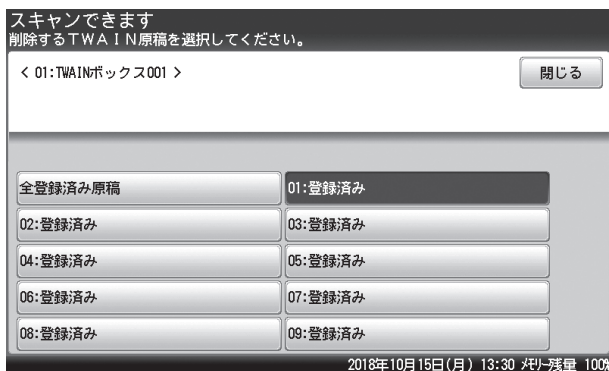 スキャンできます
削除するTWAIN原稿を選択してください。
< 01:TWAINボックス001 >
閉じる
全登録済み原稿
01:登録済み
02:登録済み
03:登録済み
04:登録済み
05:登録済み
06:登録済み
07:登録済み
08:登録済み
09:登録済み
2018年10月15日(月) 13:30 メモリー残量 100%